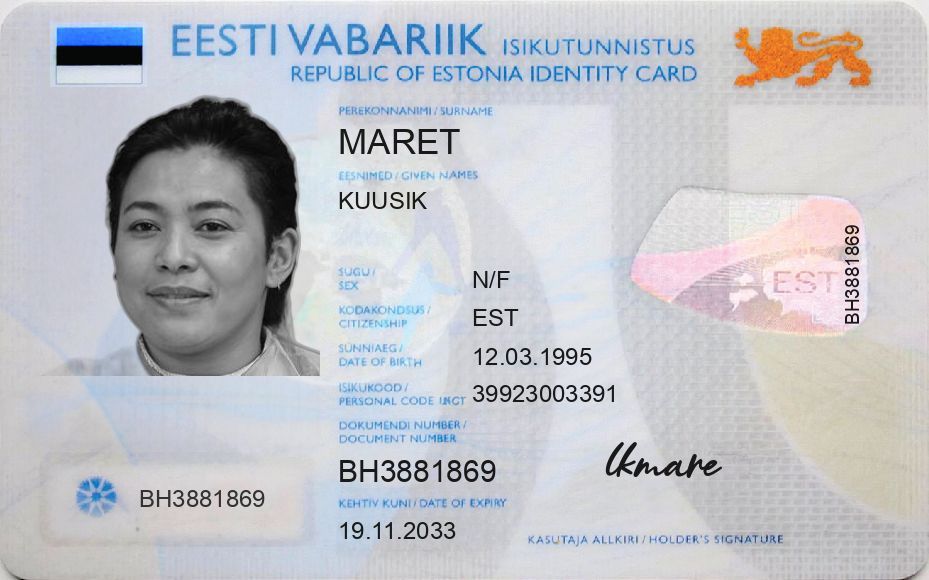 EESTI VABARIIK ISIKUTUNNISTUS
REPUBLIC OF ESTONIA IDENTITY CARD
PEREKONNANIMI / SURNAME
MARET
EESNIMED / GIVEN NAMES
KUUSIK
SUGU /
SEX
N/F
KODAKONDSUS /
CITIZENSHIP
EST
SÜNNIAEG /
DATE OF BIRTH
12.03.1995
ISIKUKOOD /
PERSONAL CODE
39923003391
DOKUMENDI NUMBER /
DOCUMENT NUMBER
BH3881869
KEHTIV KUNI / DATE OF EXPIRY
19.11.2033
BH3881869
EST
BH3881869
lkmare
KASUTAJA ALLKIRI / HOLDER'S SIGNATURE